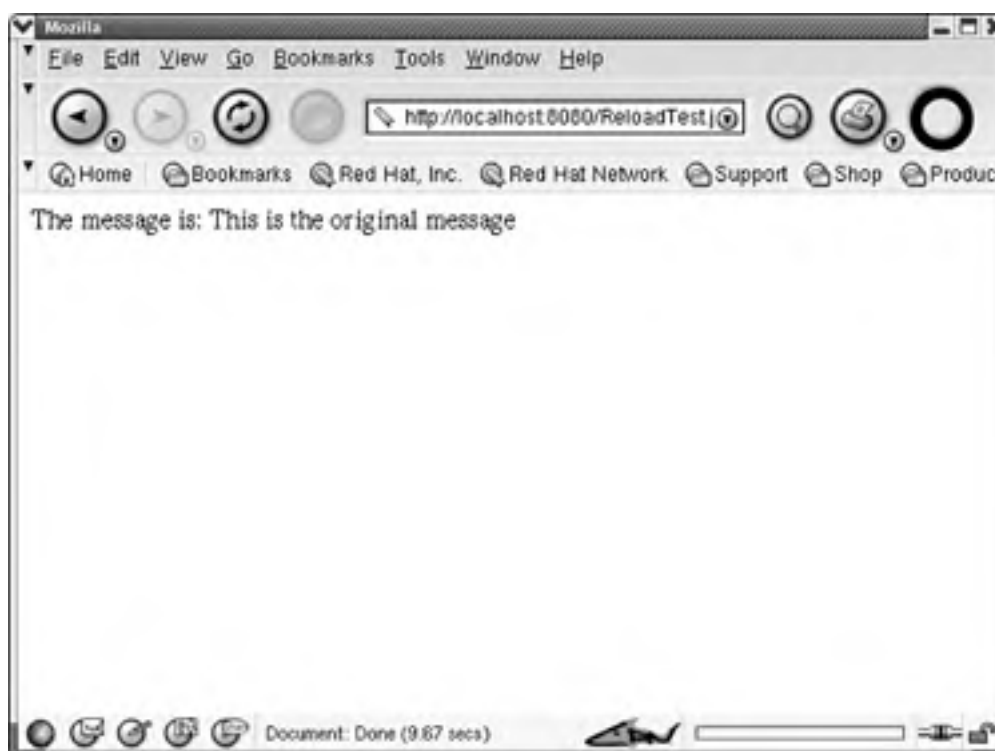 Mozilla
File Edit View Go Bookmarks Tools Window Help
http://localhost:8080/ReloadTest.j
Home Bookmarks Red Hat, Inc. Red Hat Network Support Shop Produc
The message is: This is the original message
Document: Done (9.67 secs)